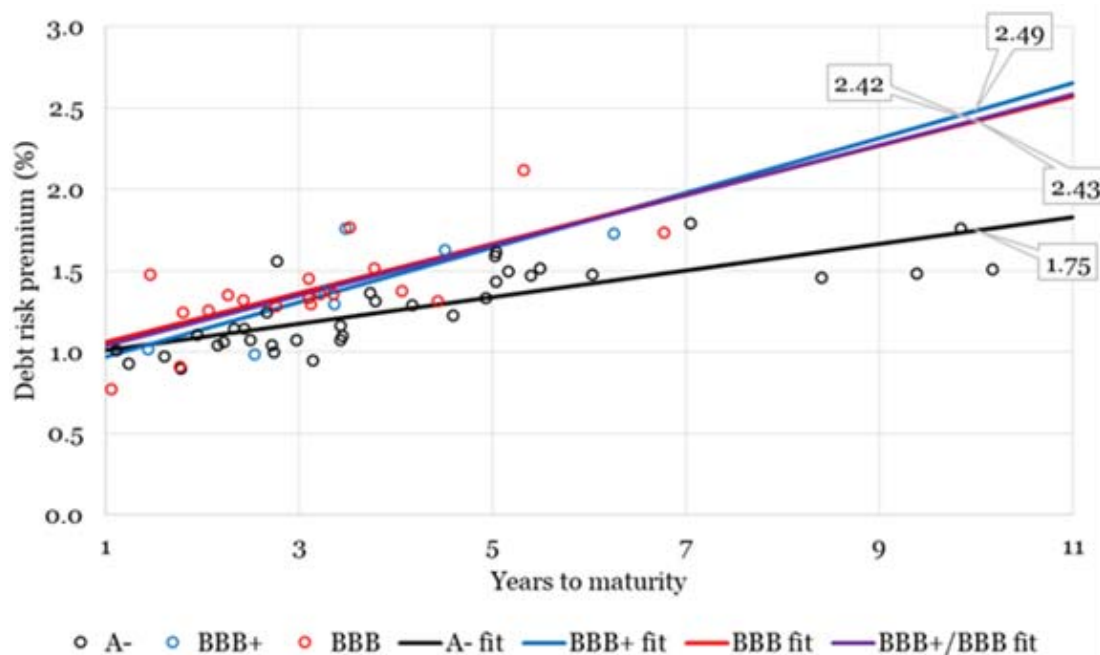 3.0
2.5
2.0
1.5
1.0
0.5
0.0
Debt risk premium (%)
2.49
2.42
2.43
1.75
1 3 5 7 9 11
Years to maturity
A- BBB+ BBB A- fit BBB+ fit BBB fit BBB+/BBB fit